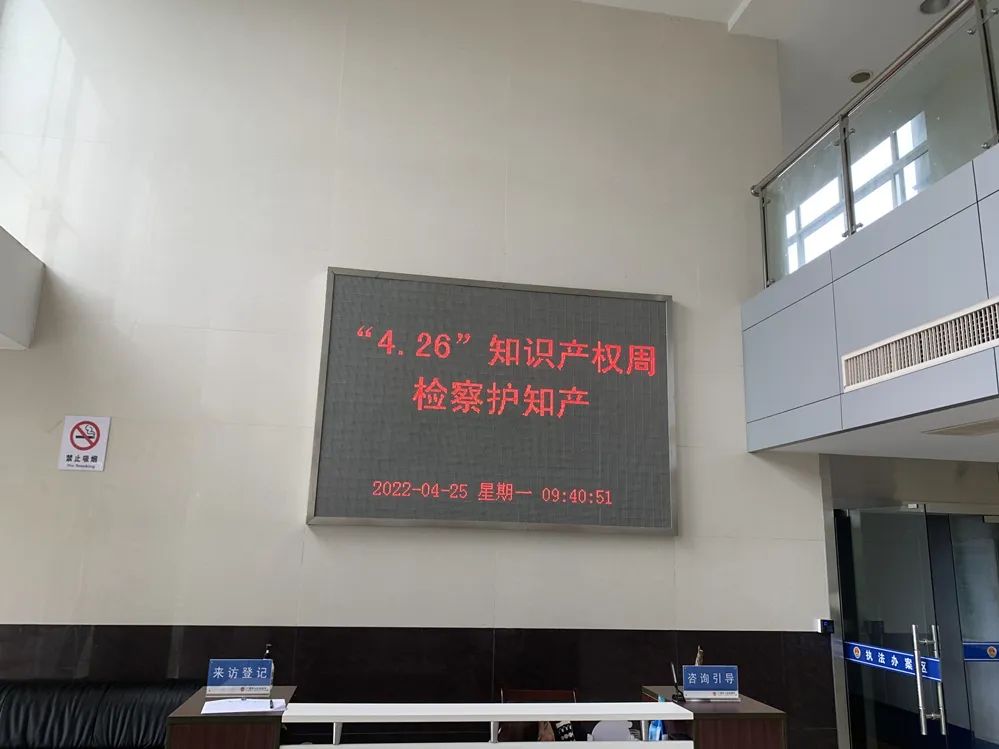 “4.26”知识产权周
检察护知产
2022-04-25 星期一 09:40:51
禁止吸烟
No Smoking
来访登记
咨询引导
执法办案区